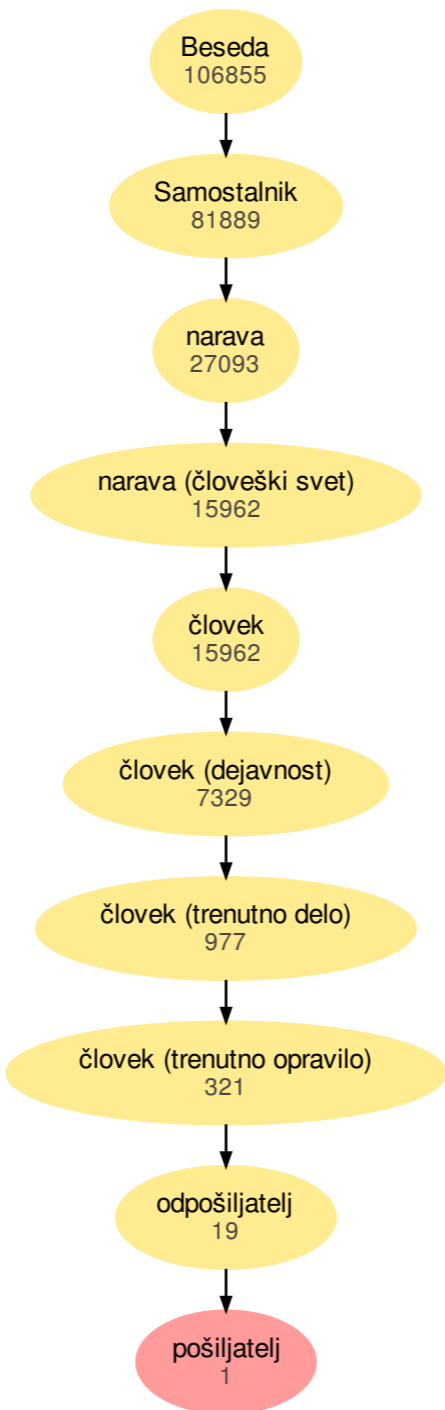 Beseda
106855
Samostalnik
81889
narava
27093
narava (človeški svet)
15962
človek
15962
človek (dejavnost)
7329
človek (trenutno delo)
977
človek (trenutno opravilo)
321
odpošiljatelj
19
pošiljatelj
1